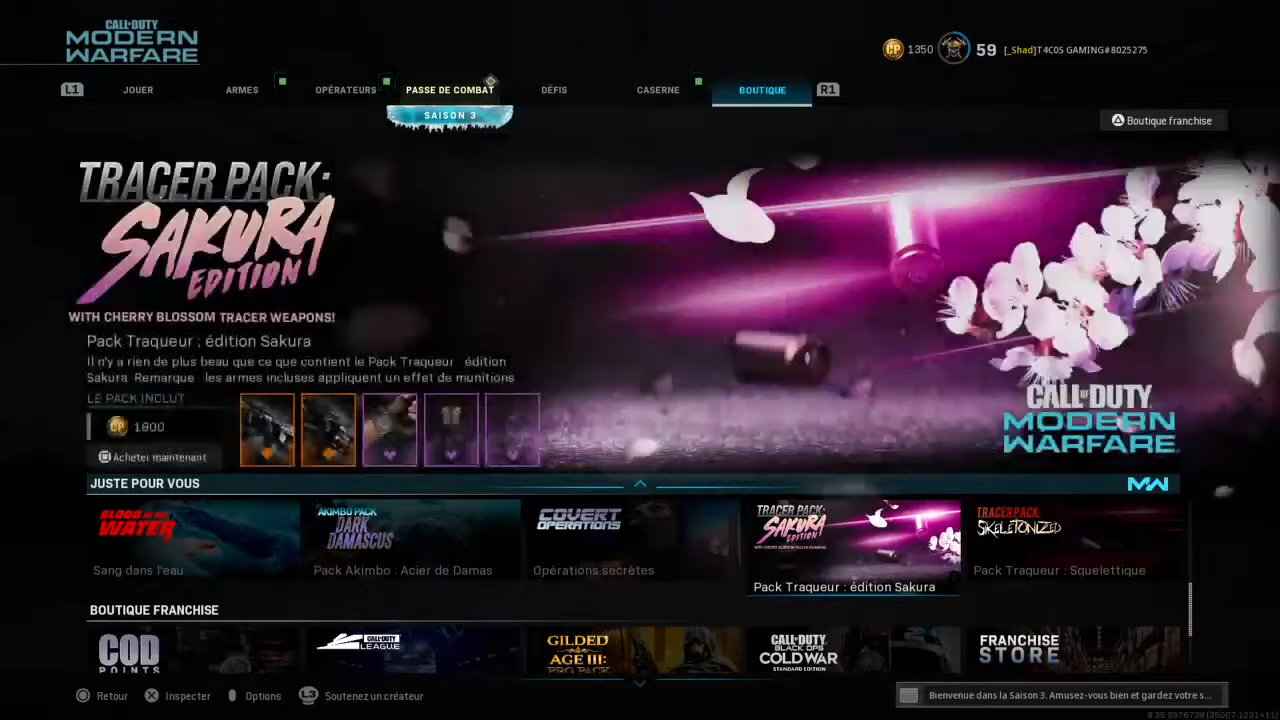 CALL OF DUTY
MODERN
WARFARE
CP 1350
59
[_Shad]T4C0S GAMING#8025275
L1
JOUER
ARMES
OPÉRATEURS
PASSE DE COMBAT
DÉFIS
CASERNE
BOUTIQUE
R1
SAISON 3
Boutique franchise
TRACER PACK:
SAKURA
EDITION
WITH CHERRY BLOSSOM TRACER WEAPONS!
Pack Traqueur : édition Sakura
Il n'y a rien de plus beau que ce que contient le Pack Traqueur édition
Sakura. Remarque les armes incluses appliquent un effet de munitions
LE PACK INCLUT
CP 1800
Acheter maintenant
CALL OF DUTY
MODERN
WARFARE
JUSTE POUR VOUS
MW
BLOOD IN THE
WATER
Sang dans l'eau
AKIMBO PACK
DARK
DAMASCUS
Pack Akimbo : Acier de Damas
COVERT
OPERATIONS
Opérations secrètes
TRACER PACK:
SAKURA
EDITION
WITH CHERRY BLOSSOM TRACER WEAPONS!
Pack Traqueur : édition Sakura
TRACER PACK:
SKELETONIZED
Pack Traqueur : Squelettique
BOUTIQUE FRANCHISE
COD
POINTS
CALL OF DUTY
LEAGUE
GILDED
AGE III:
PRO PACK
CALL OF DUTY
BLACK OPS
COLD WAR
STANDARD EDITION
FRANCHISE
STORE
Retour
Inspecter
Options
L3
Soutenez un créateur
Bienvenue dans la Saison 3. Amusez-vous bien et gardez votre s...